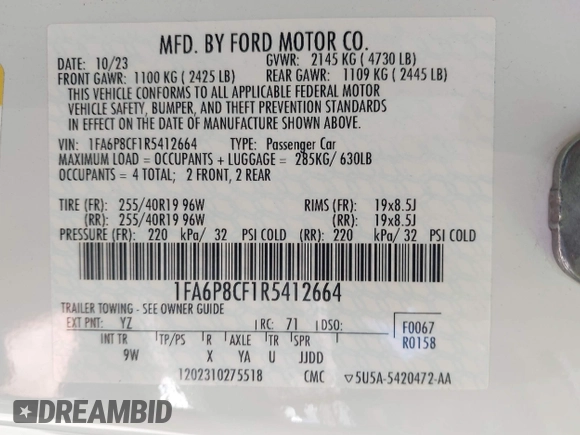 MFD. BY FORD MOTOR CO.
DATE: 10/23 GVWR: 2145 KG ( 4730 LB)
FRONT GAWR: 1100 KG ( 2425 LB) REAR GAWR: 1109 KG ( 2445 LB)
THIS VEHICLE CONFORMS TO ALL APPLICABLE FEDERAL MOTOR
VEHICLE SAFETY, BUMPER, AND THEFT PREVENTION STANDARDS
IN EFFECT ON THE DATE OF MANUFACTURE SHOWN ABOVE.
VIN: 1FA6P8CF1R5412664 TYPE: Passenger Car
MAXIMUM LOAD = OCCUPANTS + LUGGAGE = 285KG/ 630LB
OCCUPANTS = 4 TOTAL; 2 FRONT, 2 REAR
TIRE (FR): 255/40R19 96W RIMS (FR): 19x8.5J
(RR): 255/40R19 96W (RR): 19x8.5J
PRESSURE (FR): 220 kPa/ 32 PSI COLD (RR): 220 kPa/ 32 PSI COLD
1FA6P8CF1R5412664
TRAILER TOWING - SEE OWNER GUIDE
EXT PNT: YZ RC: 71 DSO: F0067
INT TR TP/PS R AXLE TR SPR R0158
9W X YA U JJDD
1202310275518 CMC ▽5U5A-5420472-AA
DREAMBID